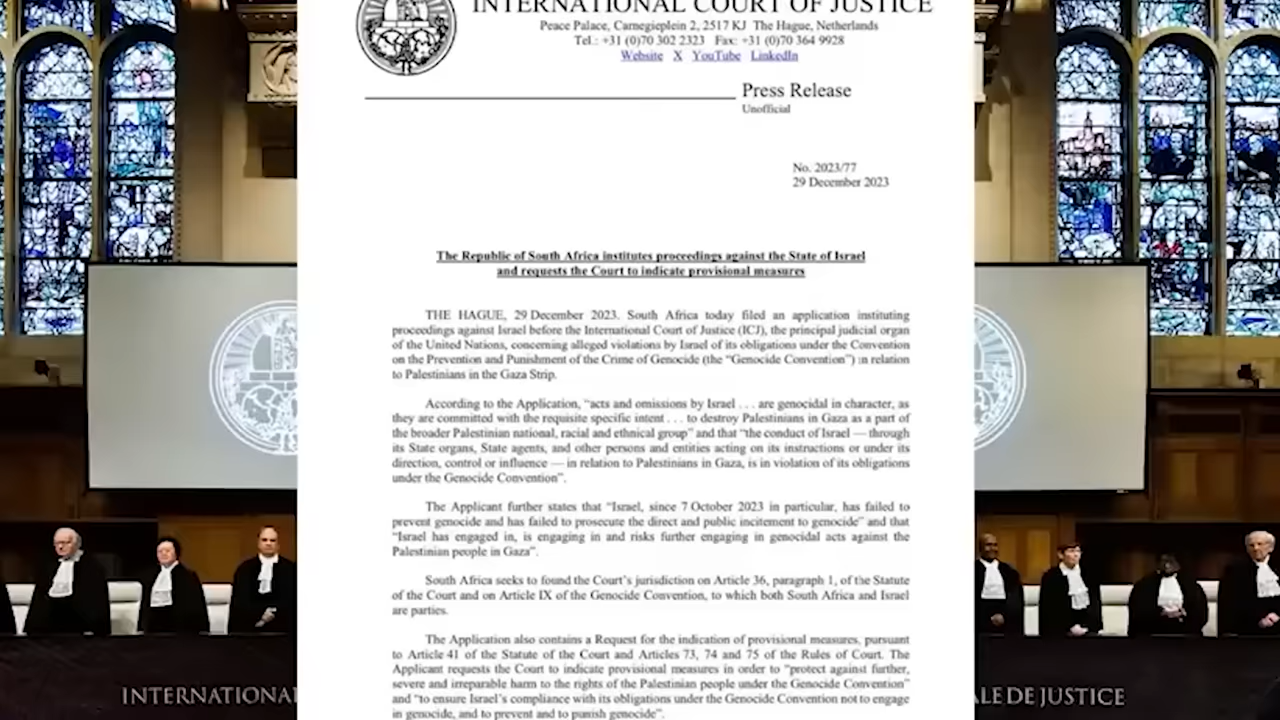 INTERNATIONAL COURT OF JUSTICE
Peace Palace, Carnegieplein 2, 2517 KJ The Hague, Netherlands
Tel.: +31 (0)70 302 2323 Fax: +31 (0)70 364 9928
Website X YouTube LinkedIn
Press Release
Unofficial
No. 2023/77
29 December 2023
The Republic of South Africa institutes proceedings against the State of Israel
and requests the Court to indicate provisional measures
THE HAGUE, 29 December 2023. South Africa today filed an application instituting
proceedings against Israel before the International Court of Justice (ICJ), the principal judicial organ
of the United Nations, concerning alleged violations by Israel of its obligations under the Convention
on the Prevention and Punishment of the Crime of Genocide (the “Genocide Convention”) in relation
to Palestinians in the Gaza Strip.
According to the Application, “acts and omissions by Israel . . . are genocidal in character, as
they are committed with the requisite specific intent . . . to destroy Palestinians in Gaza as a part of
the broader Palestinian national, racial and ethnical group” and that “the conduct of Israel — through
its State organs, State agents, and other persons and entities acting on its instructions or under its
direction, control or influence — in relation to Palestinians in Gaza, is in violation of its obligations
under the Genocide Convention”.
The Applicant further states that “Israel, since 7 October 2023 in particular, has failed to
prevent genocide and has failed to prosecute the direct and public incitement to genocide” and that
“Israel has engaged in, is engaging in and risks further engaging in genocidal acts against the
Palestinian people in Gaza”.
South Africa seeks to found the Court’s jurisdiction on Article 36, paragraph 1, of the Statute
of the Court and on Article IX of the Genocide Convention, to which both South Africa and Israel
are parties.
The Application also contains a Request for the indication of provisional measures, pursuant
to Article 41 of the Statute of the Court and Articles 73, 74 and 75 of the Rules of Court. The
Applicant requests the Court to indicate provisional measures in order to “protect against further,
severe and irreparable harm to the rights of the Palestinian people under the Genocide Convention”
and “to ensure Israel’s compliance with its obligations under the Genocide Convention not to engage
in genocide, and to prevent and to punish genocide”.
INTERNATIONAL
ALE DE JUSTICE